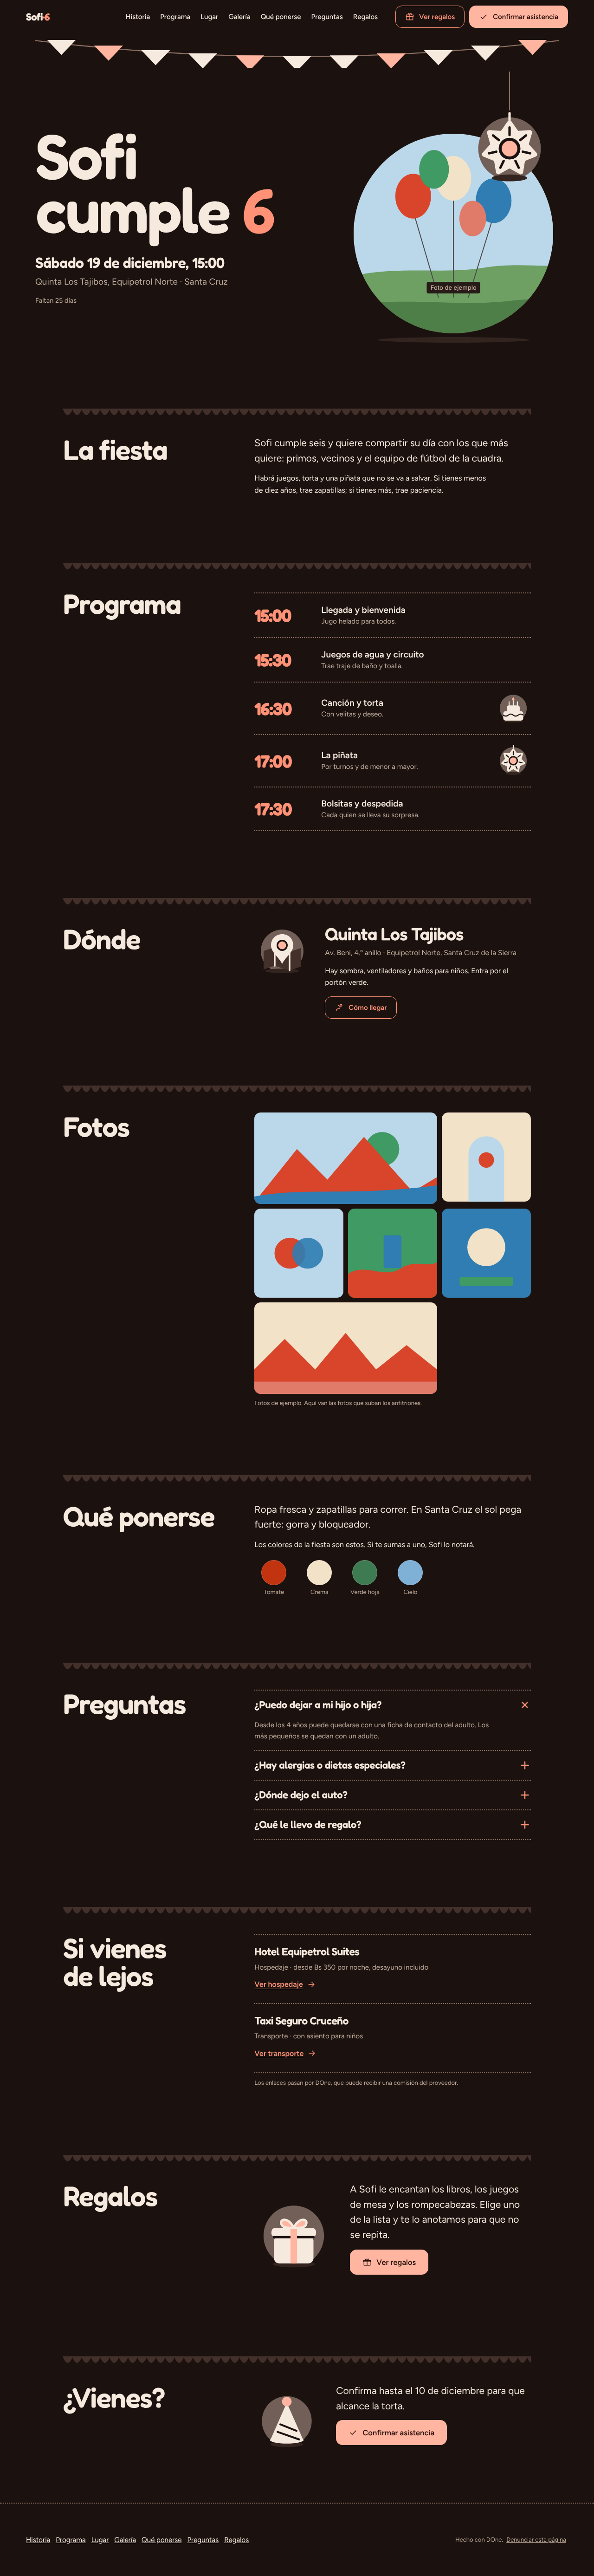 Sofi·6
Historia Programa Lugar Galería Qué ponerse Preguntas Regalos Ver regalos Confirmar asistencia
Sofi
cumple 6
Sábado 19 de diciembre, 15:00
Quinta Los Tajibos, Equipetrol Norte · Santa Cruz
Faltan 25 días
Foto de ejemplo
La fiesta
Sofi cumple seis y quiere compartir su día con los que más
quiere: primos, vecinos y el equipo de fútbol de la cuadra.
Habrá juegos, torta y una piñata que no se va a salvar. Si tienes menos
de diez años, trae zapatillas; si tienes más, trae paciencia.
Programa
15:00
Llegada y bienvenida
Jugo helado para todos.
15:30
Juegos de agua y circuito
Trae traje de baño y toalla.
16:30
Canción y torta
Con velitas y deseo.
17:00
La piñata
Por turnos y de menor a mayor.
17:30
Bolsitas y despedida
Cada quien se lleva su sorpresa.
Dónde
Quinta Los Tajibos
Av. Beni, 4.º anillo · Equipetrol Norte, Santa Cruz de la Sierra
Hay sombra, ventiladores y baños para niños. Entra por el
portón verde.
Cómo llegar
Fotos
Fotos de ejemplo. Aquí van las fotos que suban los anfitriones.
Qué ponerse
Ropa fresca y zapatillas para correr. En Santa Cruz el sol pega
fuerte: gorra y bloqueador.
Los colores de la fiesta son estos. Si te sumas a uno, Sofi lo notará.
Tomate Crema Verde hoja Cielo
Preguntas
¿Puedo dejar a mi hijo o hija?
Desde los 4 años puede quedarse con una ficha de contacto del adulto. Los
más pequeños se quedan con un adulto.
¿Hay alergias o dietas especiales?
¿Dónde dejo el auto?
¿Qué le llevo de regalo?
Si vienes
de lejos
Hotel Equipetrol Suites
Hospedaje · desde Bs 350 por noche, desayuno incluido
Ver hospedaje
Taxi Seguro Cruceño
Transporte · con asiento para niños
Ver transporte
Los enlaces pasan por DOne, que puede recibir una comisión del proveedor.
Regalos
A Sofi le encantan los libros, los juegos
de mesa y los rompecabezas. Elige uno
de la lista y te lo anotamos para que no
se repita.
Ver regalos
¿Vienes?
Confirma hasta el 10 de diciembre para que
alcance la torta.
Confirmar asistencia
Historia Programa Lugar Galería Qué ponerse Preguntas Regalos
Hecho con DOne. Denunciar esta página